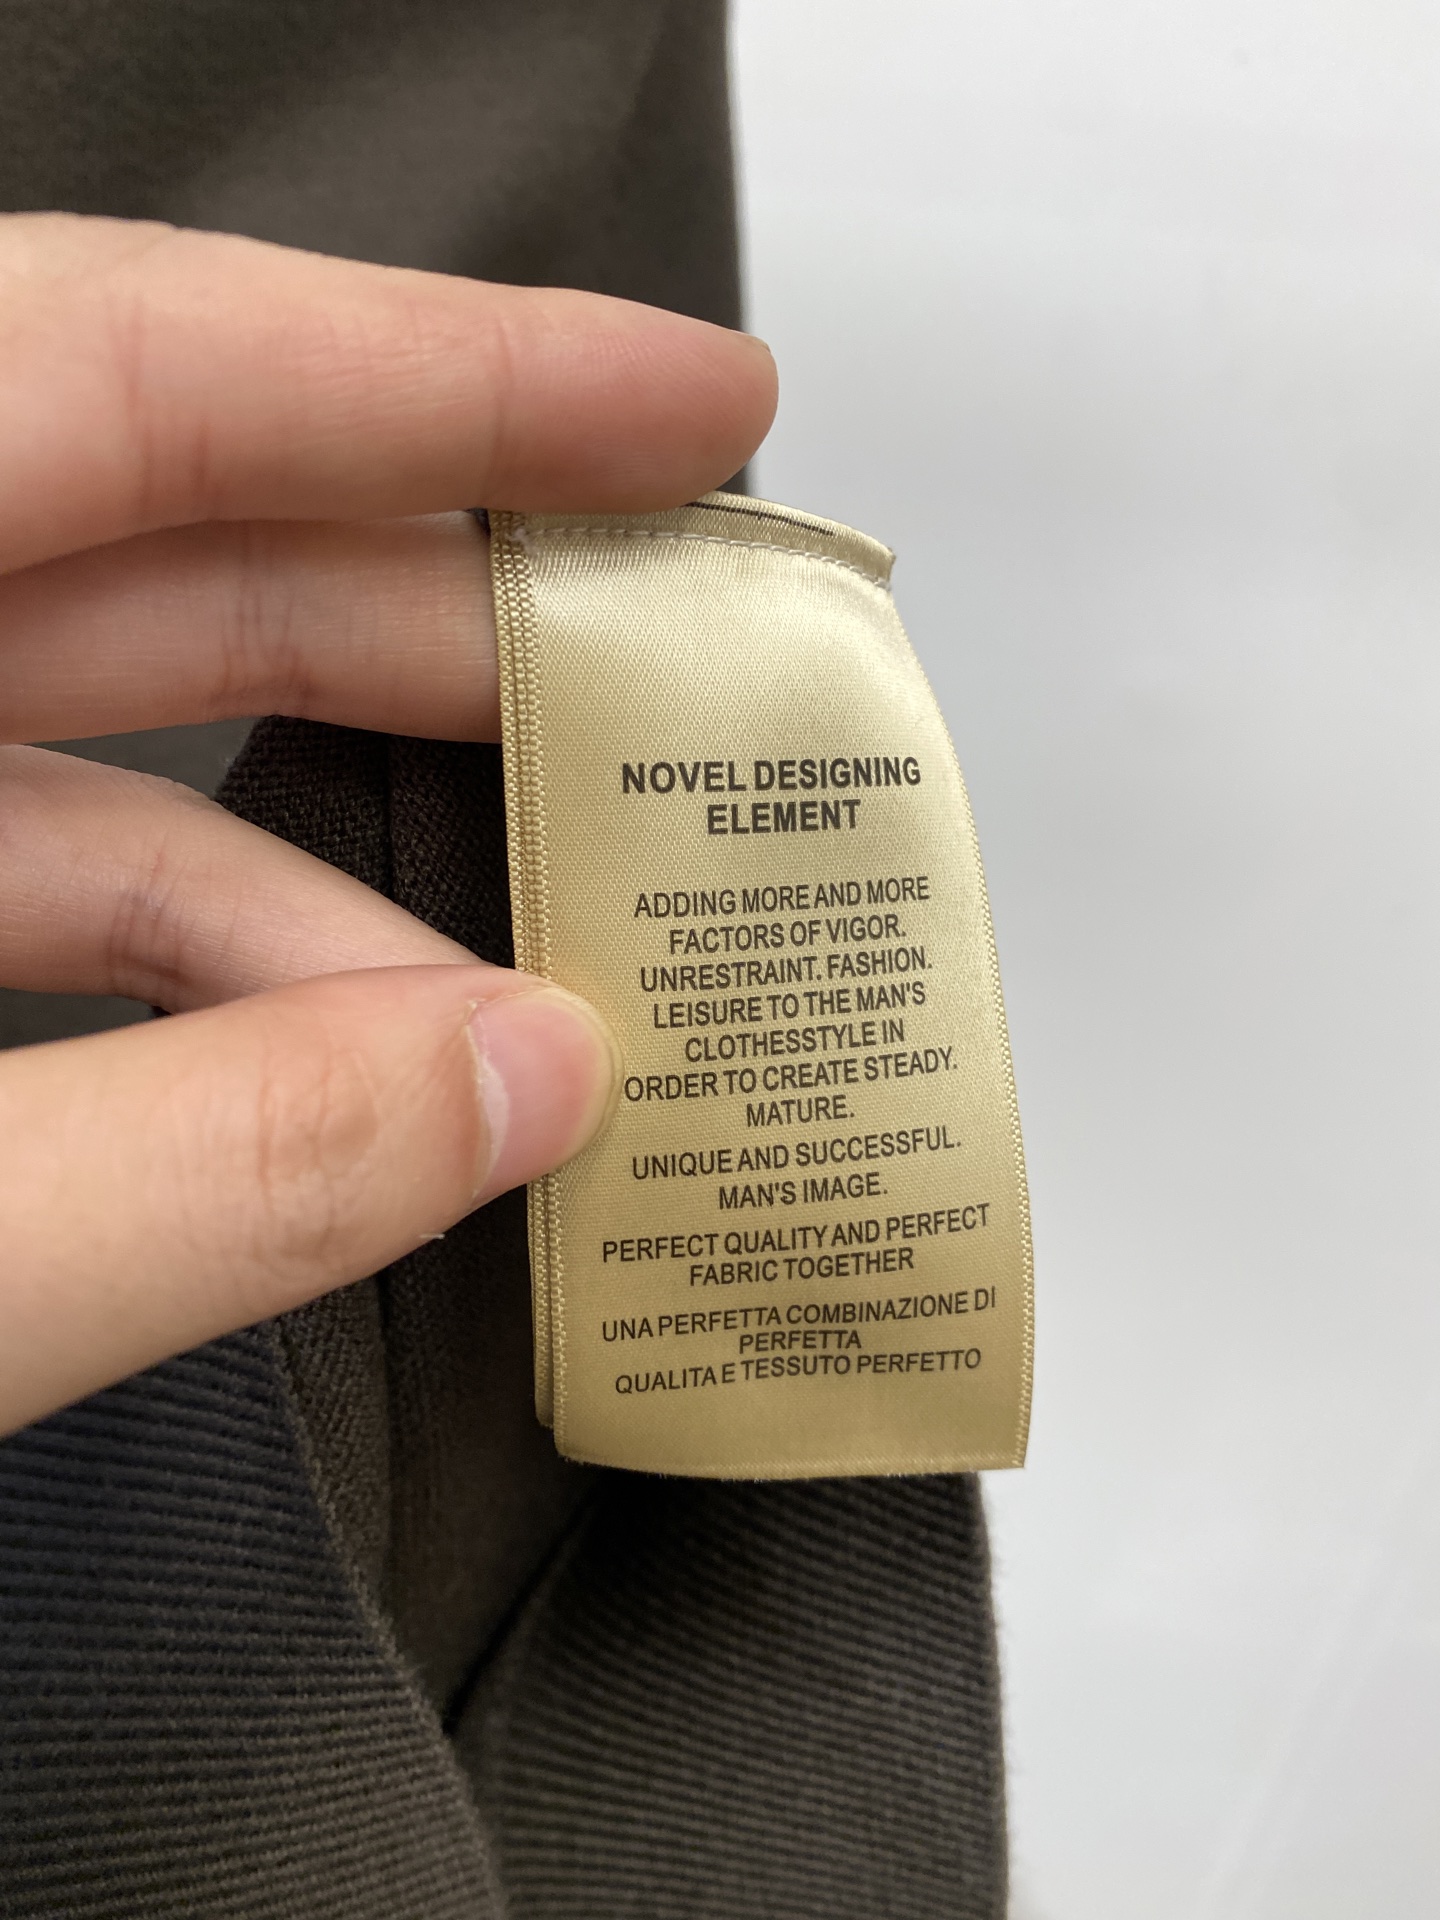 NOVEL DESIGNING
ELEMENT
ADDING MORE AND MORE
FACTORS OF VIGOR.
UNRESTRAINT. FASHION.
LEISURE TO THE MAN'S
CLOTHESSTYLE IN
ORDER TO CREATE STEADY.
MATURE.
UNIQUE AND SUCCESSFUL.
MAN'S IMAGE.
PERFECT QUALITY AND PERFECT
FABRIC TOGETHER
UNA PERFETTA COMBINAZIONE DI
PERFETTA
QUALITA E TESSUTO PERFETTO